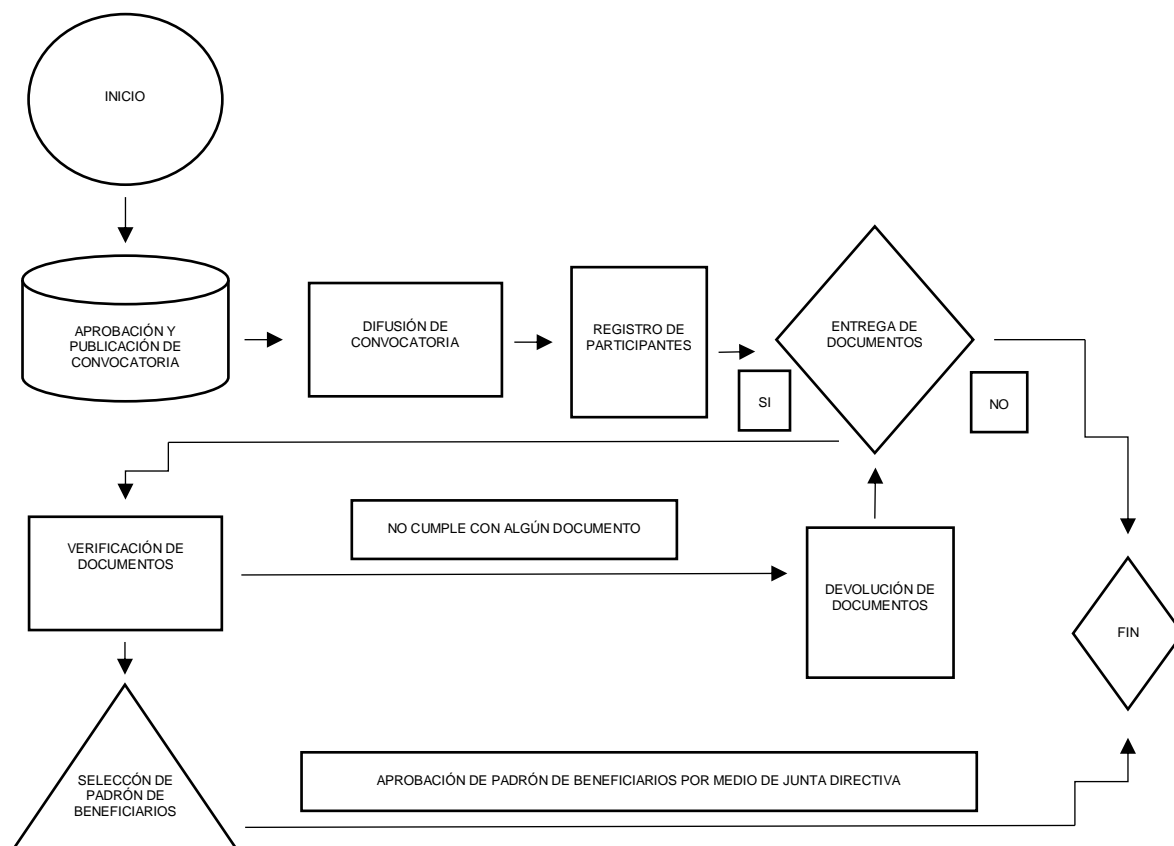 INICIO
APROBACIÓN Y
PUBLICACIÓN DE
CONVOCATORIA
DIFUSIÓN DE
CONVOCATORIA
REGISTRO DE
PARTICIPANTES
ENTREGA DE
DOCUMENTOS
SI
NO
VERIFICACIÓN DE
DOCUMENTOS
NO CUMPLE CON ALGÚN DOCUMENTO
DEVOLUCIÓN DE
DOCUMENTOS
FIN
SELECCÓN DE
PADRÓN DE
BENEFICIARIOS
APROBACIÓN DE PADRÓN DE BENEFICIARIOS POR MEDIO DE JUNTA DIRECTIVA